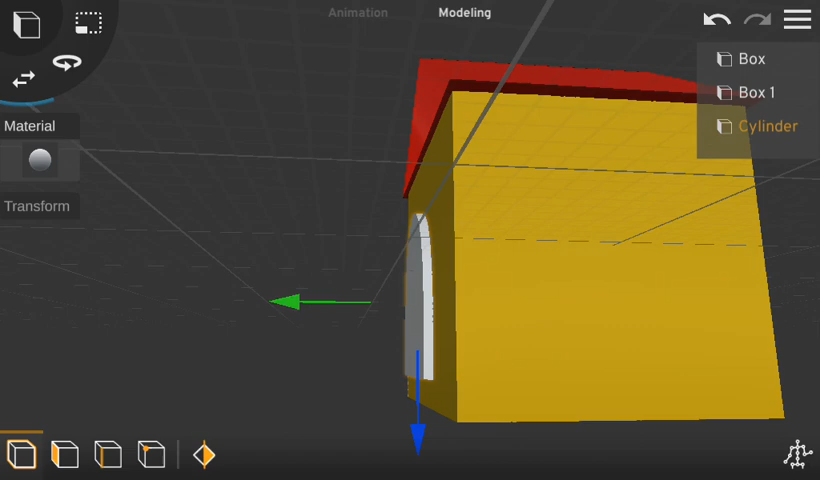 Animation
Modeling
Box
Box 1
Cylinder
Material
Transform